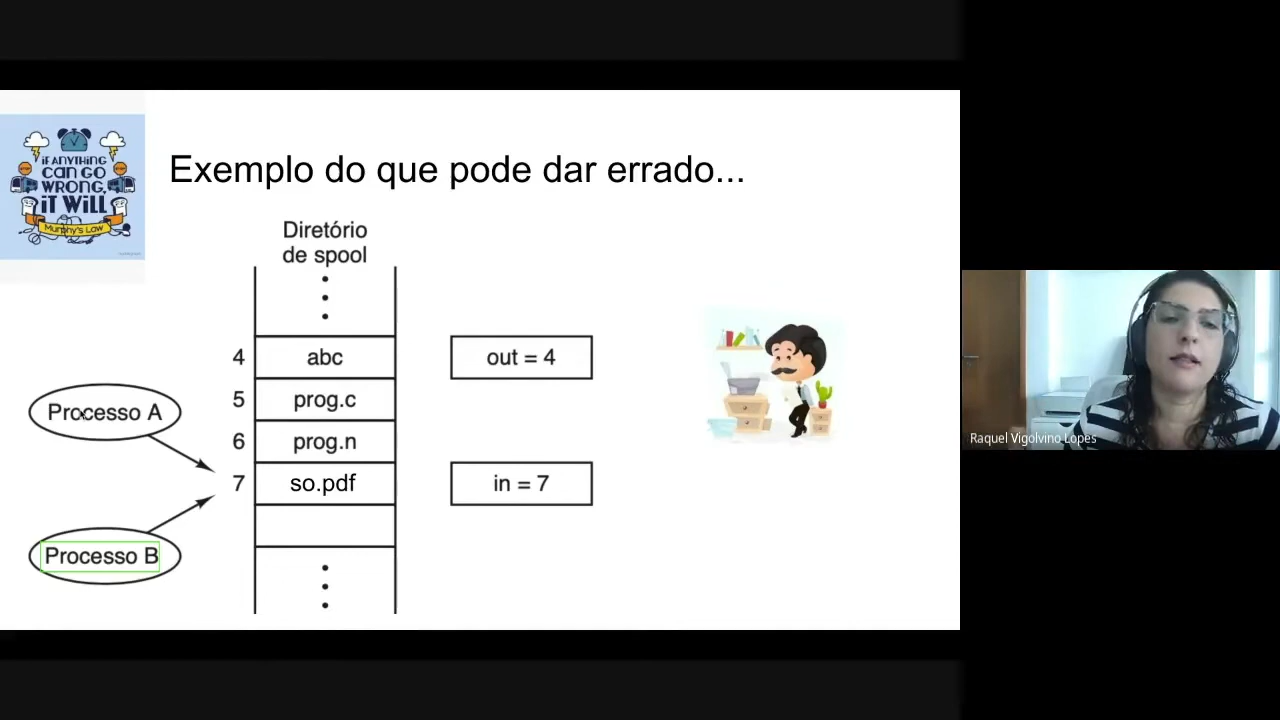 IF ANYTHING
CAN GO
WRONG,
IT WILL
Murphy's Law
Exemplo do que pode dar errado...
Diretório
de spool
4
abc
out = 4
Processo A
5
prog.c
6
prog.n
7
so.pdf
in = 7
Processo B
Raquel Vigolvino Lopes